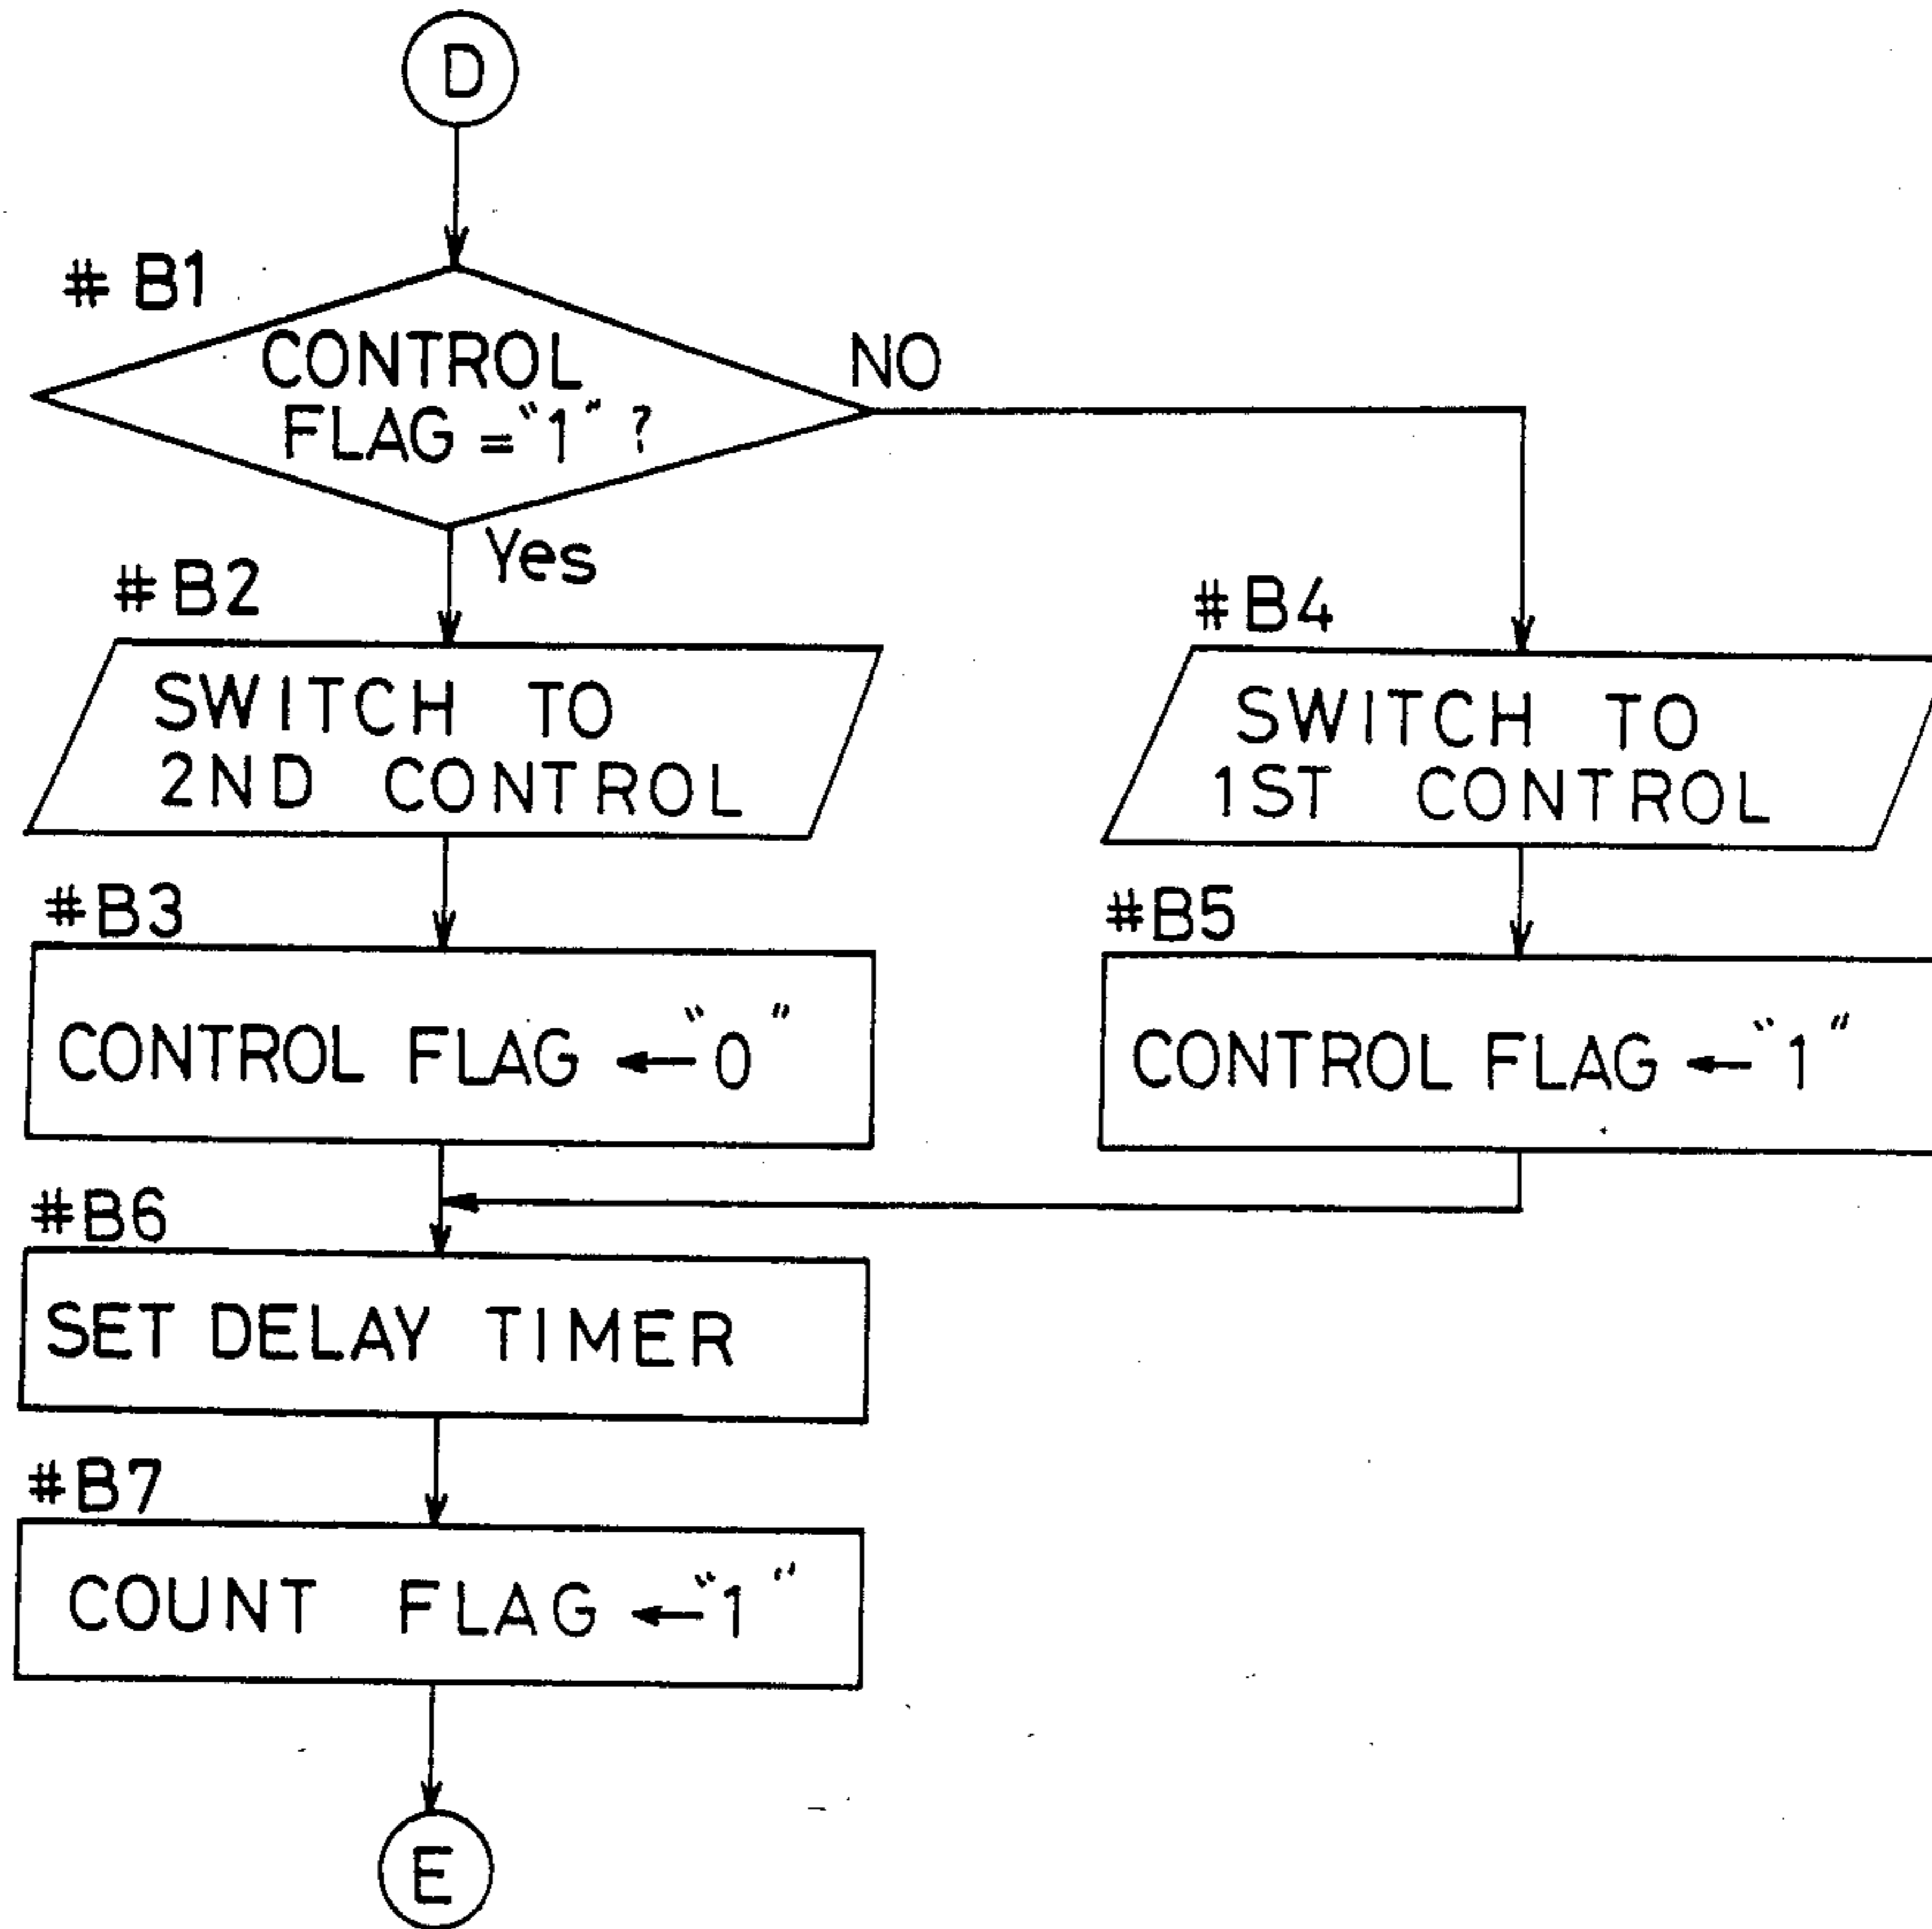 D
#B1
CONTROL
FLAG = "1" ?
NO
Yes
#B2
SWITCH TO
2ND CONTROL
#B4
SWITCH TO
1ST CONTROL
#B3
CONTROL FLAG ← "0"
#B5
CONTROL FLAG ← "1"
#B6
SET DELAY TIMER
#B7
COUNT FLAG ← "1"
E